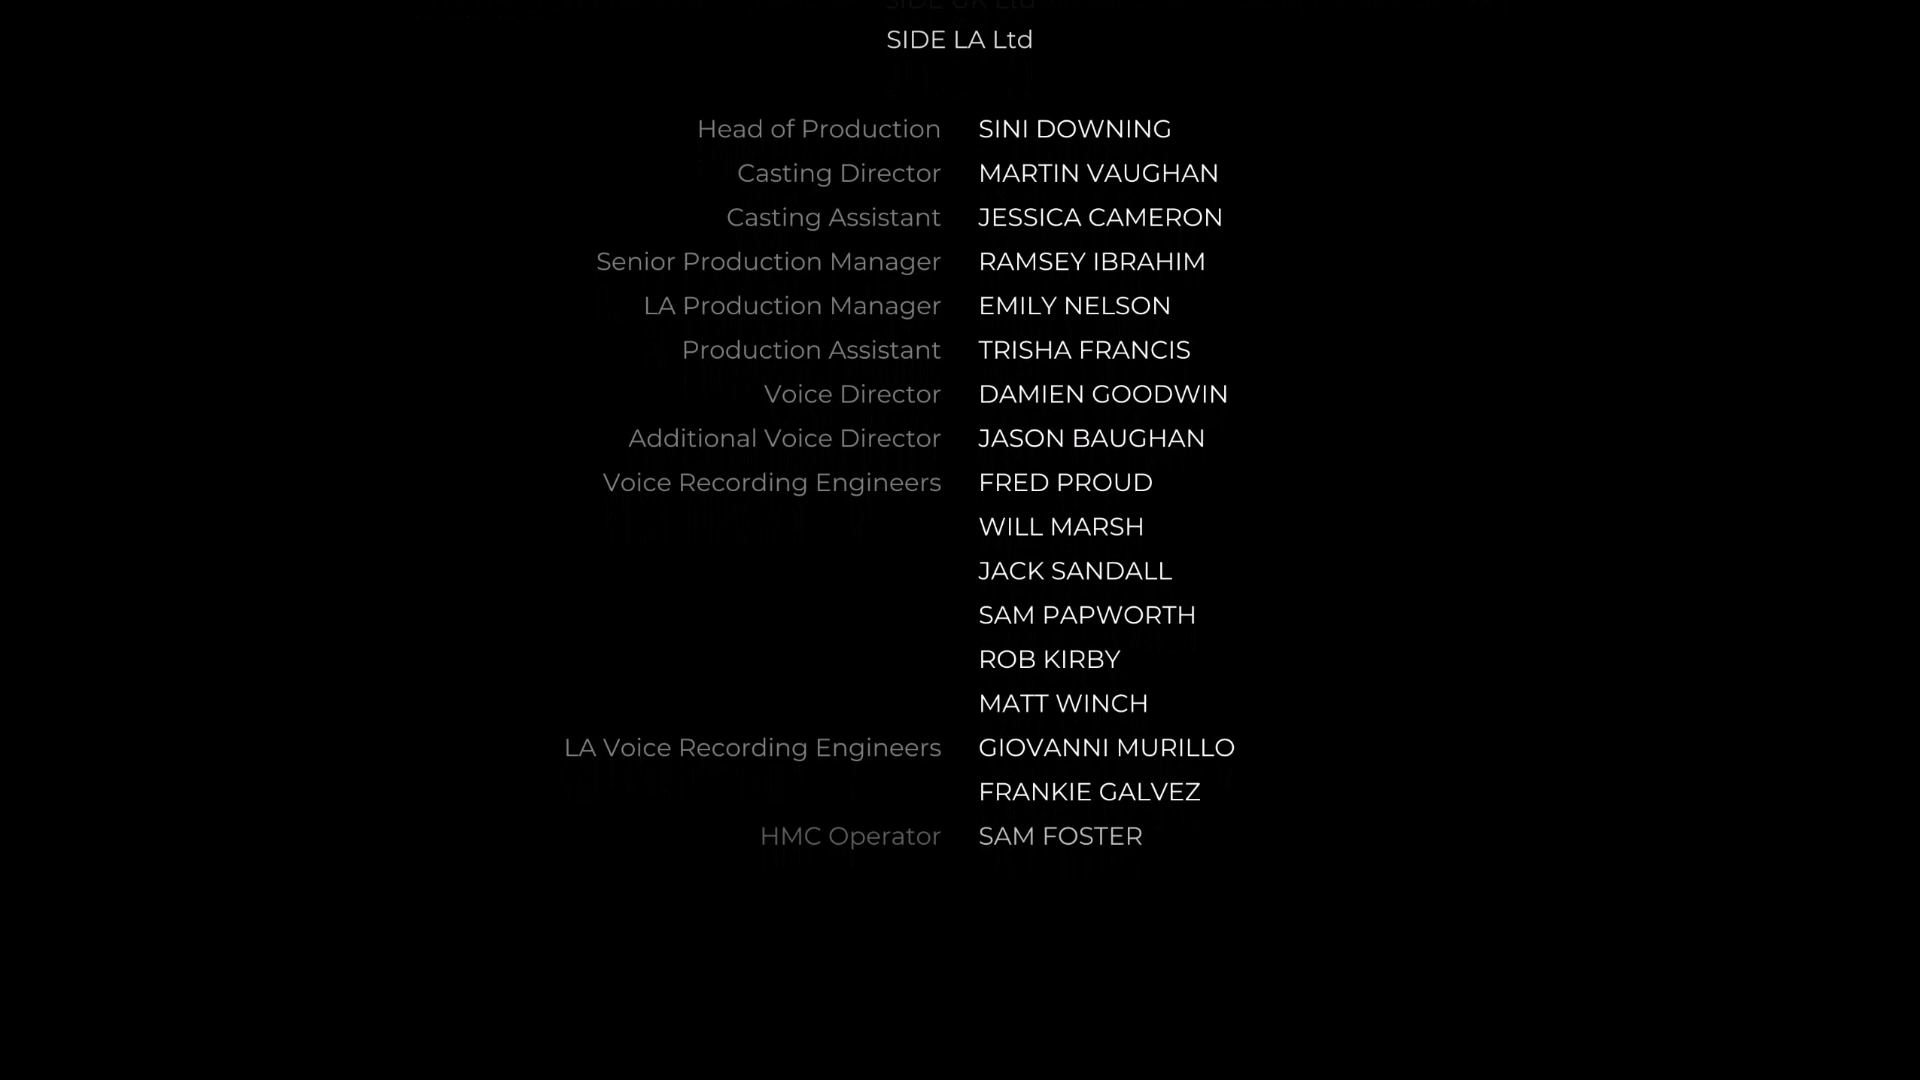 SIDE UK Ltd
SIDE LA Ltd
Head of Production SINI DOWNING
Casting Director MARTIN VAUGHAN
Casting Assistant JESSICA CAMERON
Senior Production Manager RAMSEY IBRAHIM
LA Production Manager EMILY NELSON
Production Assistant TRISHA FRANCIS
Voice Director DAMIEN GOODWIN
Additional Voice Director JASON BAUGHAN
Voice Recording Engineers FRED PROUD
WILL MARSH
JACK SANDALL
SAM PAPWORTH
ROB KIRBY
MATT WINCH
LA Voice Recording Engineers GIOVANNI MURILLO
FRANKIE GALVEZ
HMC Operator SAM FOSTER